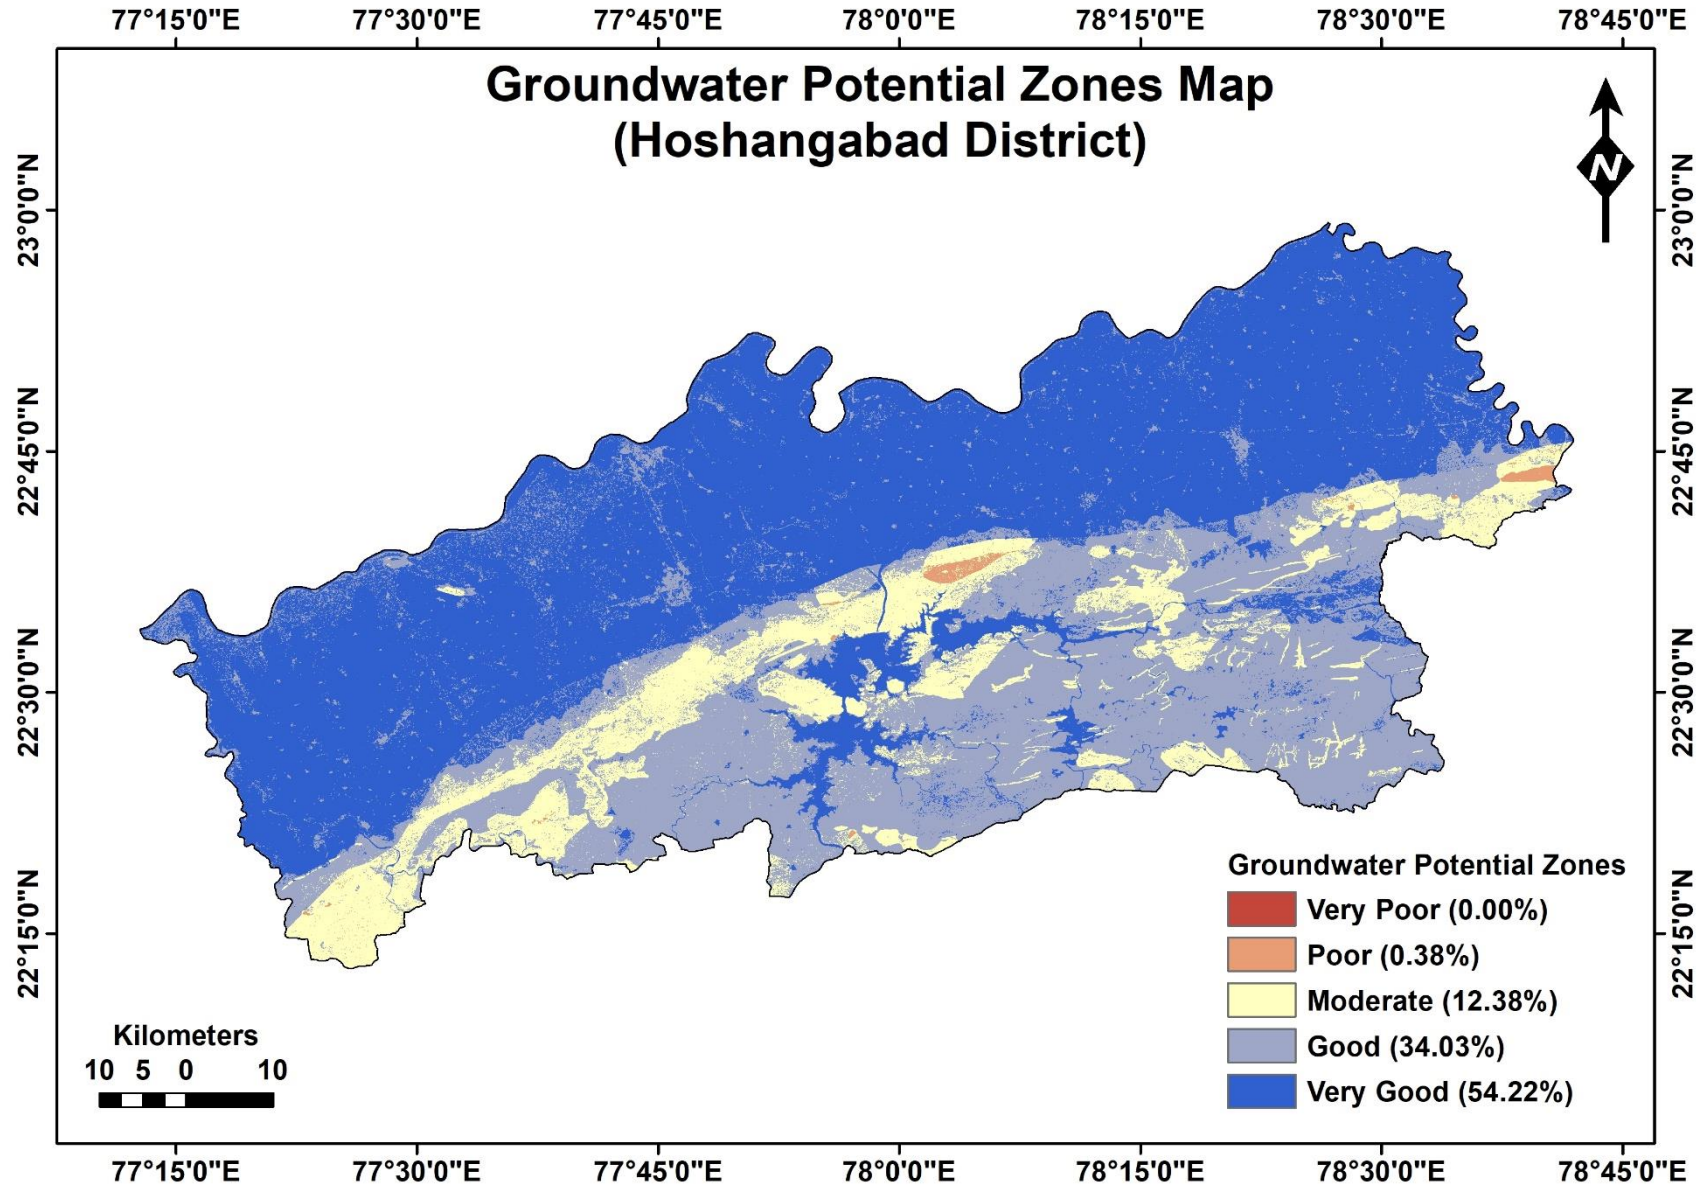 77°15'0"E 77°30'0"E 77°45'0"E 78°0'0"E 78°15'0"E 78°30'0"E 78°45'0"E
Groundwater Potential Zones Map
(Hoshangabad District)
N
23°0'0"N 23°0'0"N
22°45'0"N 22°45'0"N
22°30'0"N 22°30'0"N
22°15'0"N 22°15'0"N
Groundwater Potential Zones
Very Poor (0.00%)
Poor (0.38%)
Moderate (12.38%)
Good (34.03%)
Very Good (54.22%)
Kilometers
10 5 0 10
77°15'0"E 77°30'0"E 77°45'0"E 78°0'0"E 78°15'0"E 78°30'0"E 78°45'0"E